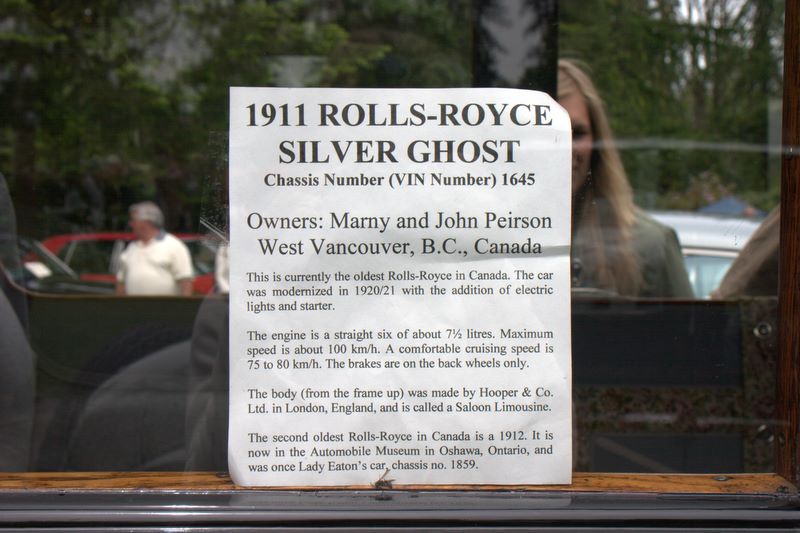 1911 ROLLS-ROYCE
SILVER GHOST
Chassis Number (VIN Number) 1645
Owners: Marny and John Peirson
West Vancouver, B.C., Canada
This is currently the oldest Rolls-Royce in Canada. The car
was modernized in 1920/21 with the addition of electric
lights and starter.
The engine is a straight six of about 7½ litres. Maximum
speed is about 100 km/h. A comfortable cruising speed is
75 to 80 km/h. The brakes are on the back wheels only.
The body (from the frame up) was made by Hooper & Co.
Ltd. in London, England, and is called a Saloon Limousine.
The second oldest Rolls-Royce in Canada is a 1912. It is
now in the Automobile Museum in Oshawa, Ontario, and
was once Lady Eaton's car, chassis no. 1859.